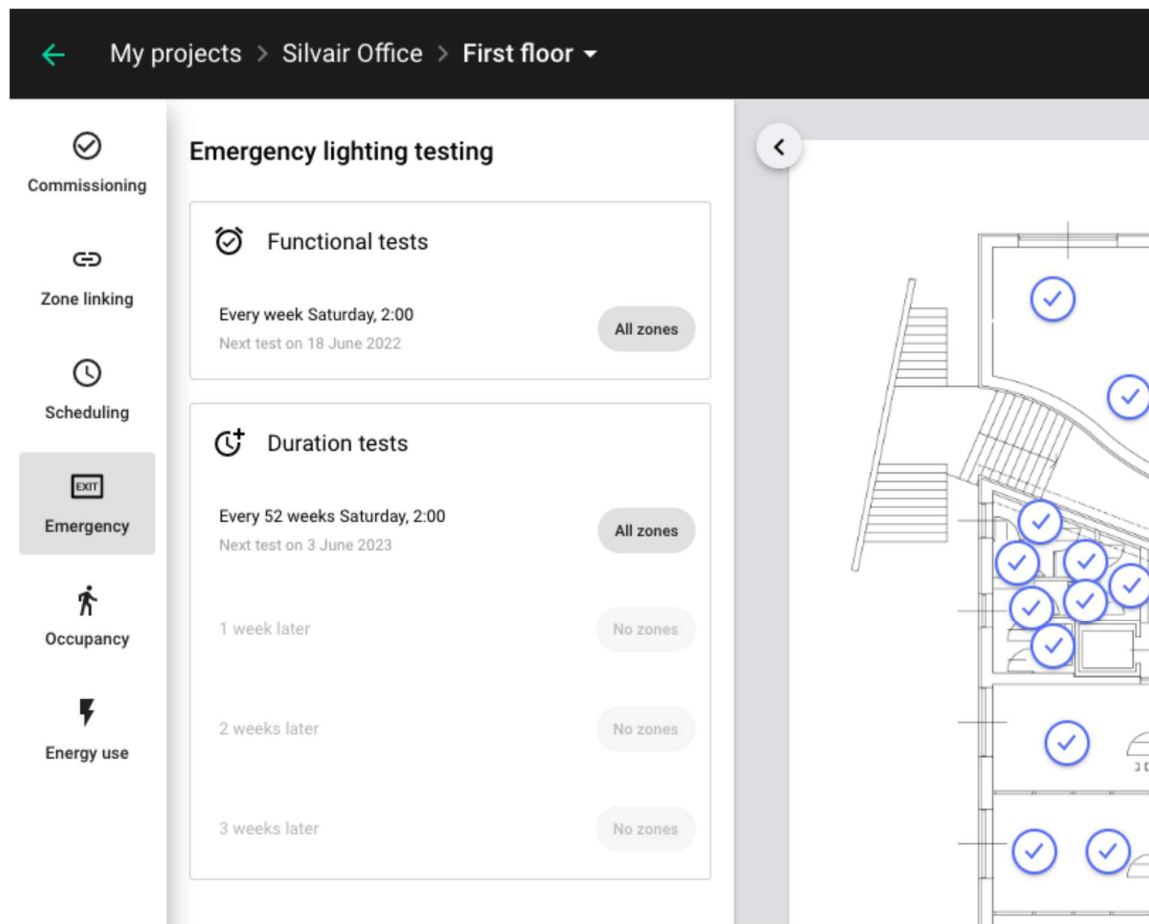 My projects > Silvair Office > First floor
Commissioning
Zone linking
Scheduling
EXIT
Emergency
Occupancy
Energy use
Emergency lighting testing
Functional tests
Every week Saturday, 2:00
Next test on 18 June 2022
All zones
Duration tests
Every 52 weeks Saturday, 2:00
Next test on 3 June 2023
All zones
1 week later
No zones
2 weeks later
No zones
3 weeks later
No zones